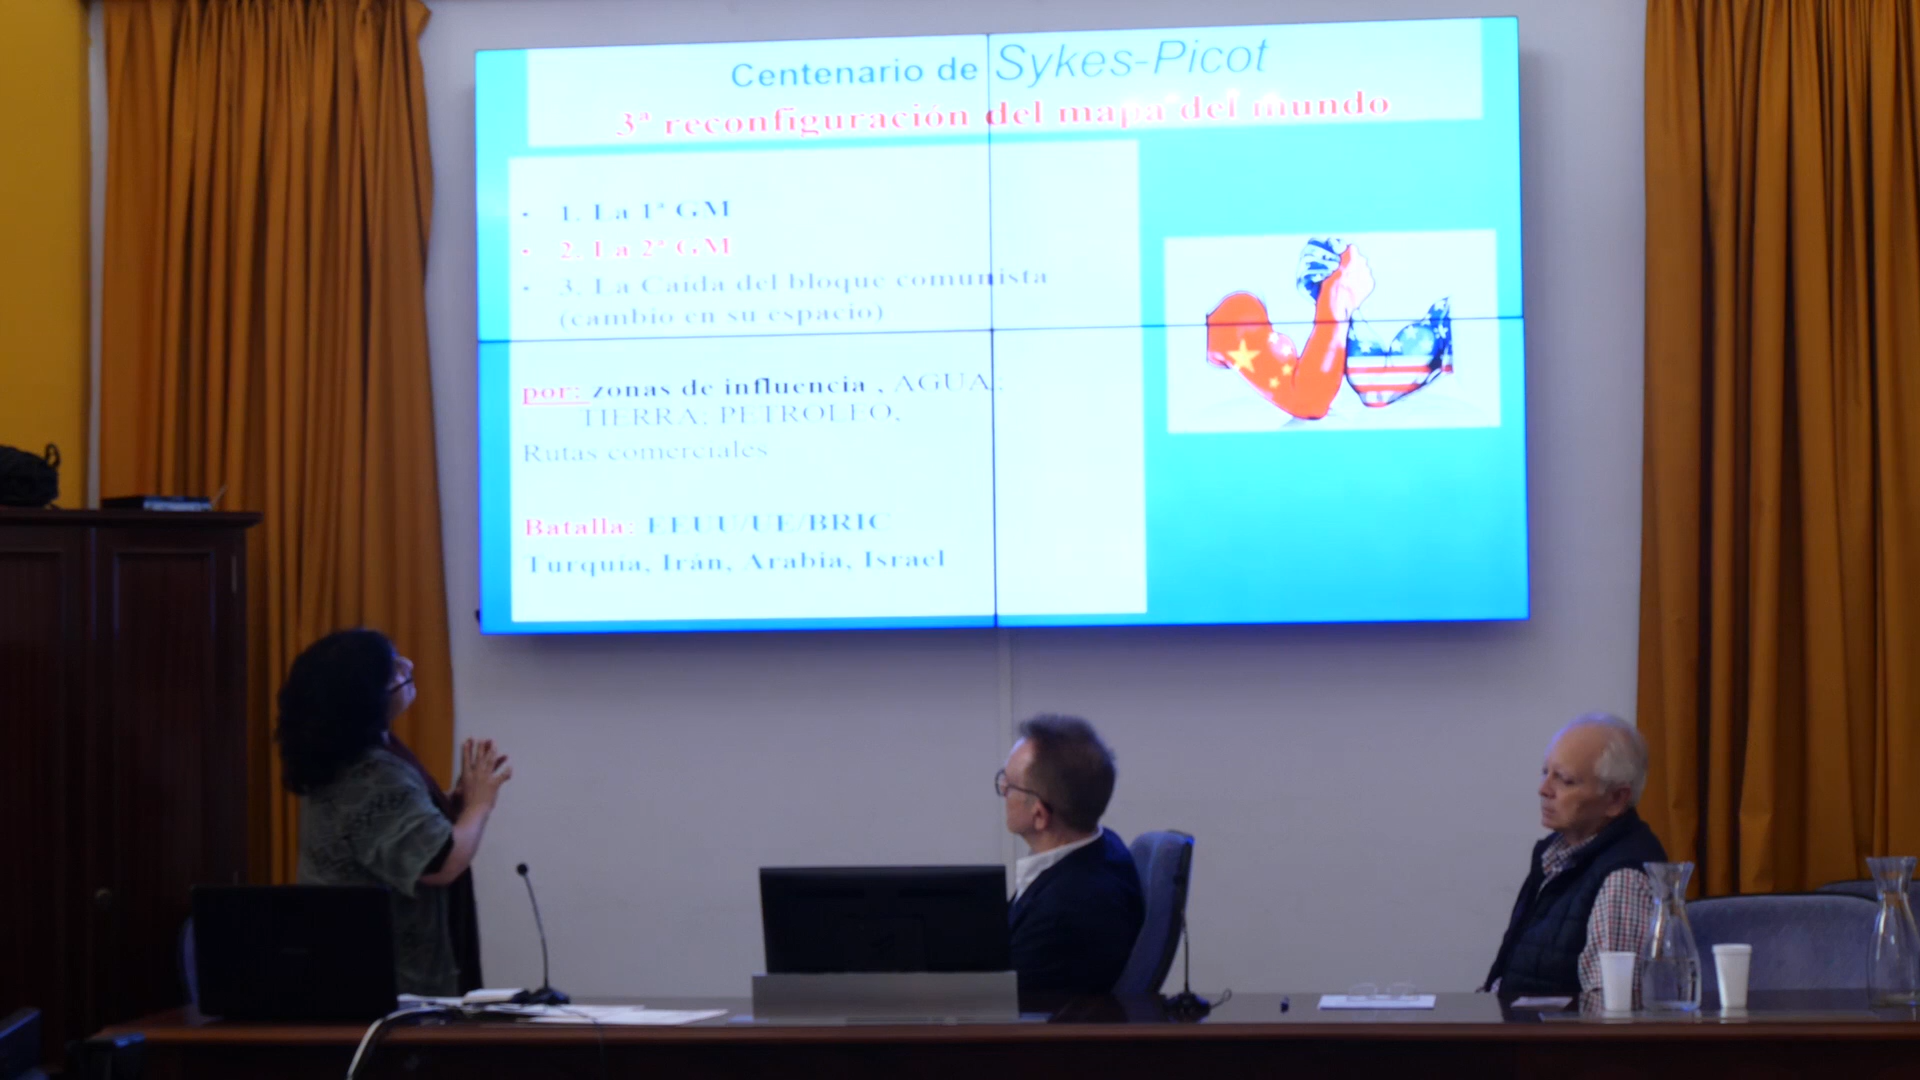 Centenario de Sykes-Picot
3ª reconfiguración del mapa del mundo
• 1. La 1ª GM
• 2. La 2ª GM
• 3. La Caída del bloque comunista
(cambio en su espacio)
por: zonas de influencia , AGUA;
TIERRA; PETROLEO,
Rutas comerciales
Batalla: EEUU/UE/BRIC
Turquía, Irán, Arabia, Israel